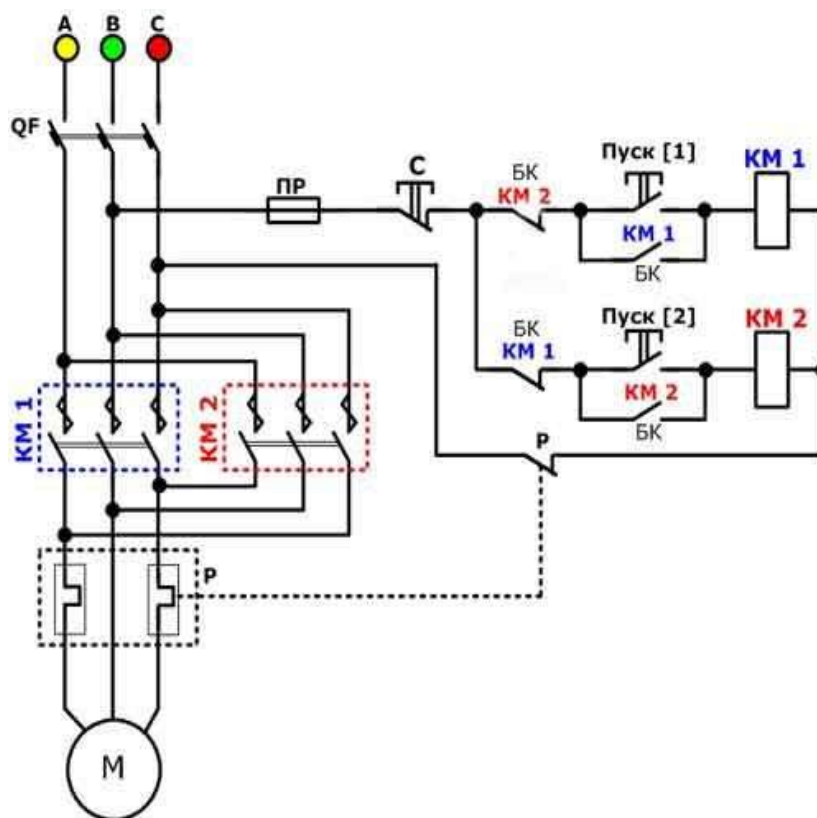 A B C
QF
ПР
С
БК
КМ 2
Пуск [1]
КМ 1
КМ 1
БК
БК
КМ 1
Пуск [2]
КМ 2
КМ 2
БК
КМ 1
КМ 2
Р
Р
М